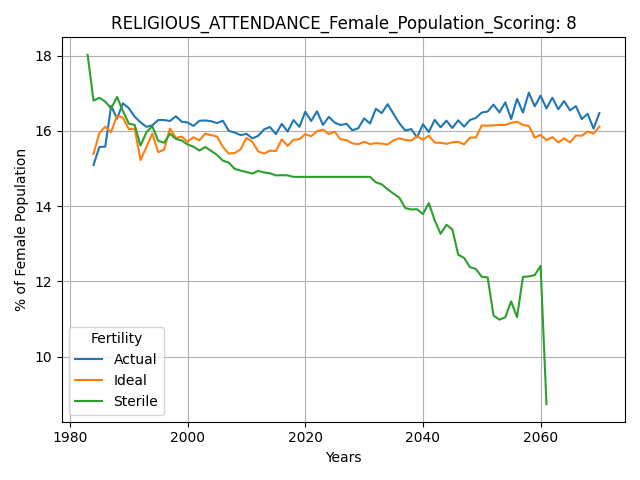 RELIGIOUS_ATTENDANCE_Female_Population_Scoring: 8
% of Female Population
18
16
14
12
10
Fertility
Actual
Ideal
Sterile
1980
2000
2020
2040
2060
Years